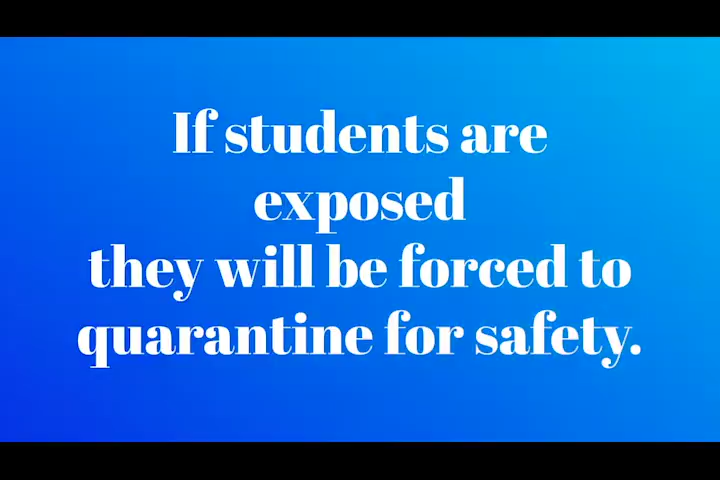 If students are
exposed
they will be forced to
quarantine for safety.